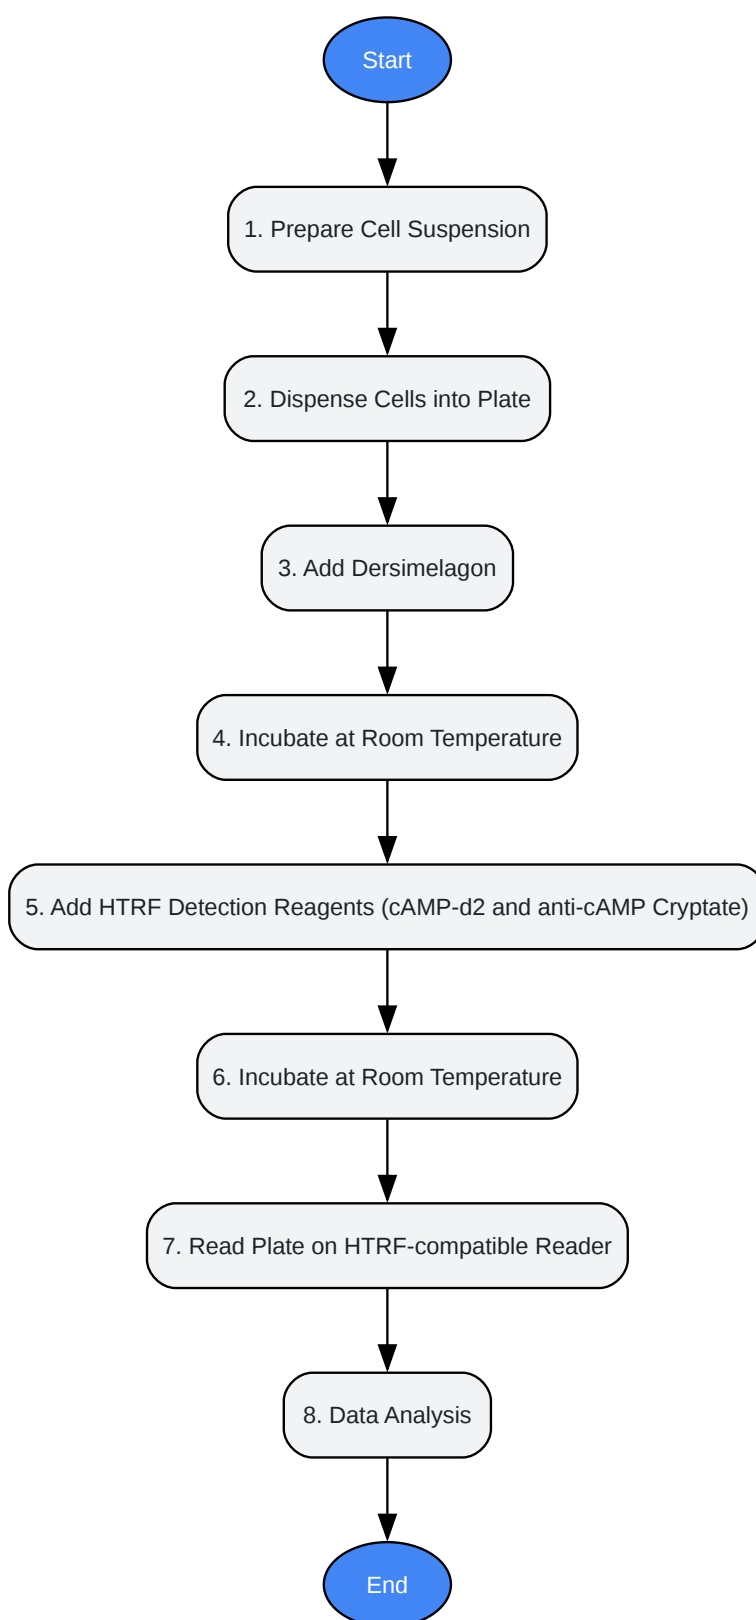 Start
1. Prepare Cell Suspension
2. Dispense Cells into Plate
3. Add Dersimelagon
4. Incubate at Room Temperature
5. Add HTRF Detection Reagents (cAMP-d2 and anti-cAMP Cryptate)
6. Incubate at Room Temperature
7. Read Plate on HTRF-compatible Reader
8. Data Analysis
End